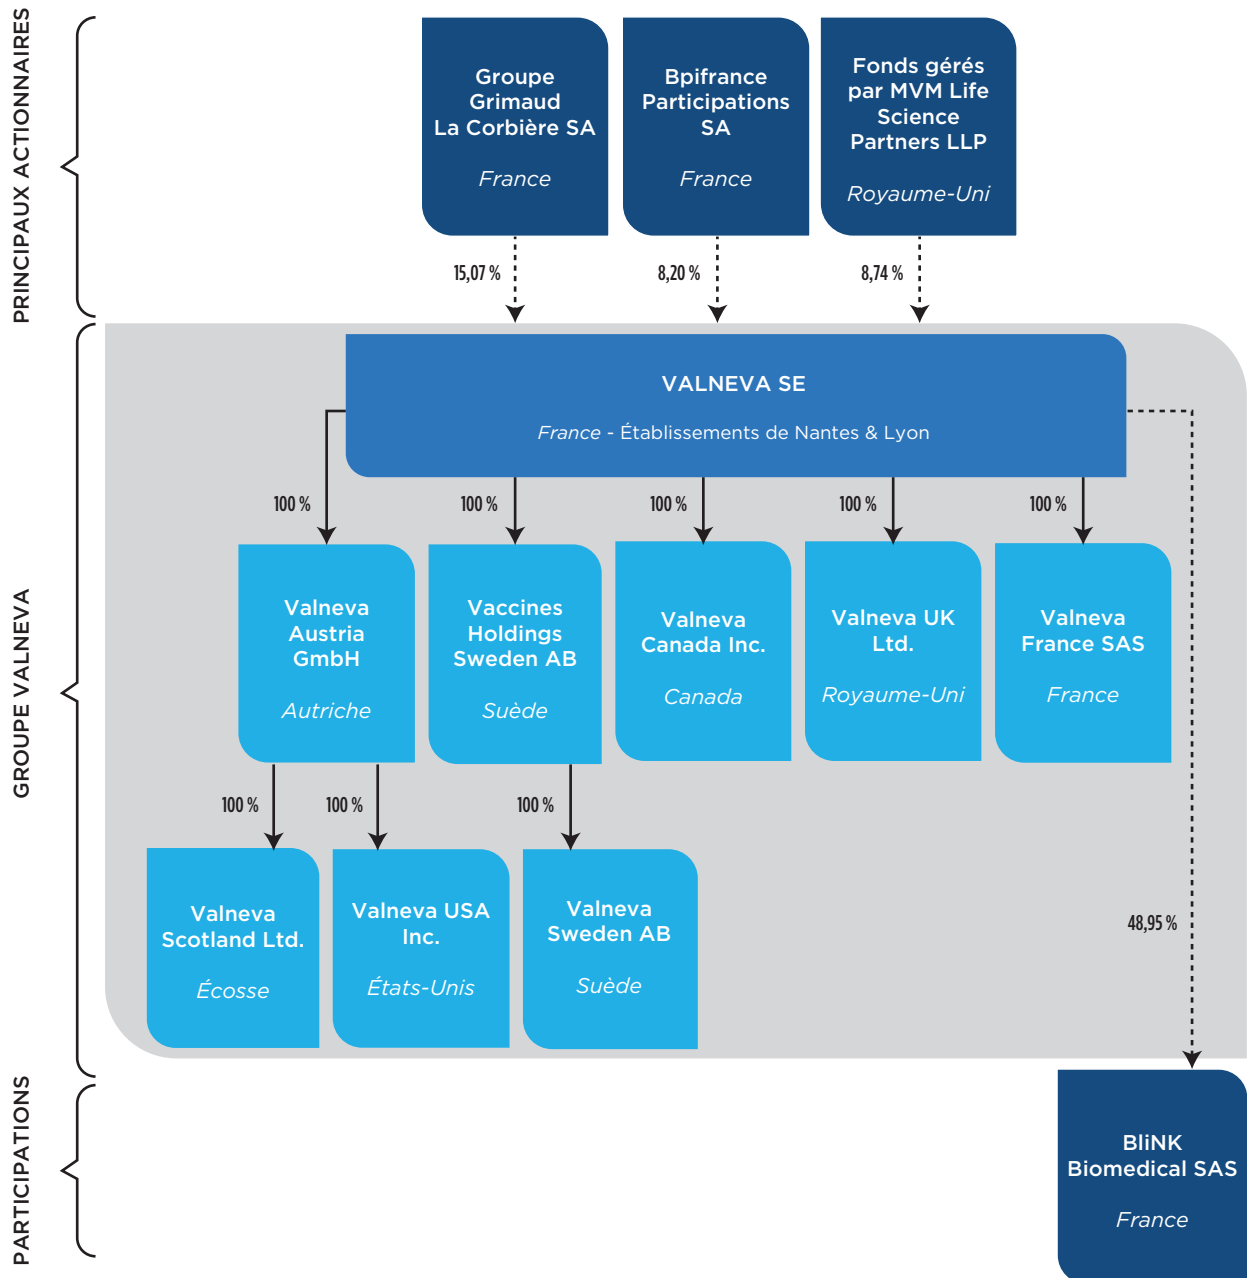 PRINCIPAUX ACTIONNAIRES
Groupe
Grimaud
La Corbière SA
France
Bpifrance
Participations
SA
France
Fonds gérés
par MVM Life
Science
Partners LLP
Royaume-Uni
15,07 %
8,20 %
8,74 %
GROUPE VALNEVA
VALNEVA SE
France - Établissements de Nantes & Lyon
100 %
100 %
100 %
100 %
100 %
Valneva
Austria
GmbH
Autriche
Vaccines
Holdings
Sweden AB
Suède
Valneva
Canada Inc.
Canada
Valneva UK
Ltd.
Royaume-Uni
Valneva
France SAS
France
100 %
100 %
100 %
Valneva
Scotland Ltd.
Écosse
Valneva USA
Inc.
États-Unis
Valneva
Sweden AB
Suède
48,95 %
PARTICIPATIONS
BliNK
Biomedical SAS
France